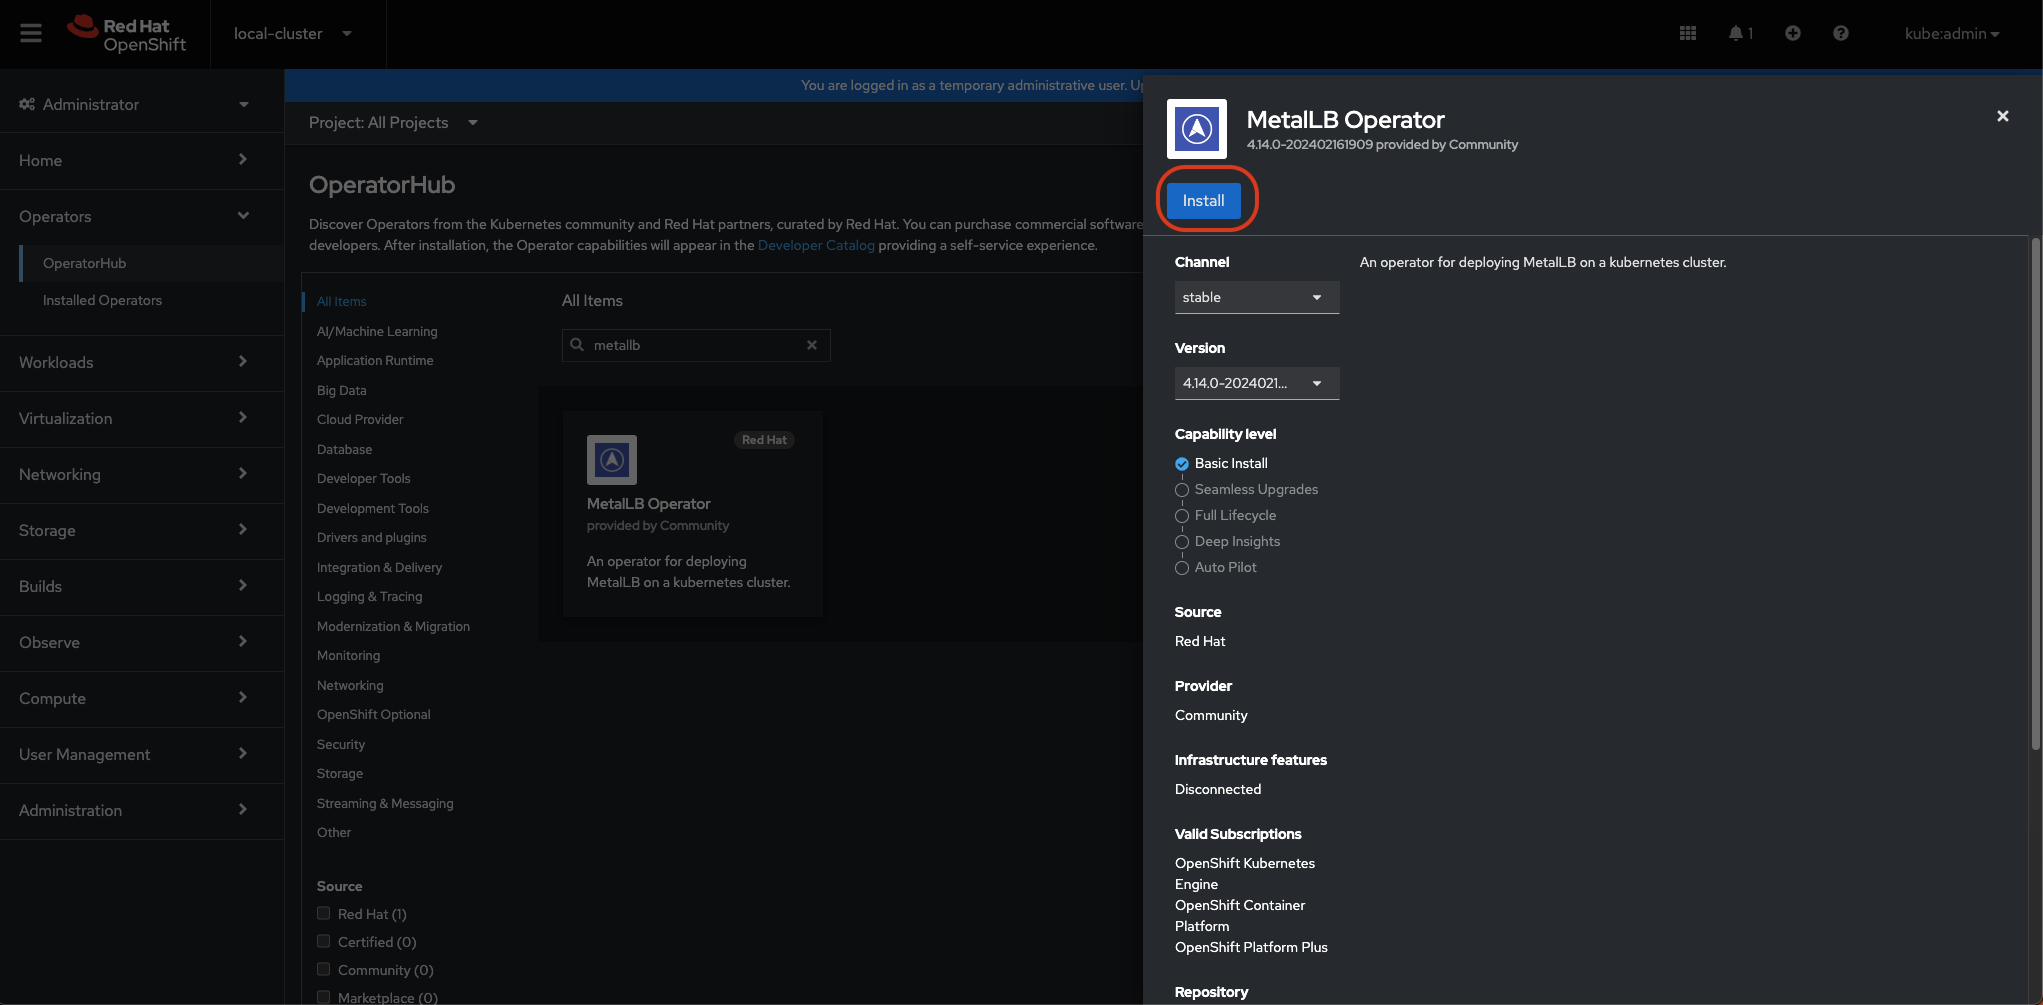 Red Hat
OpenShift
local-cluster
1
kube:admin
You are logged in as a temporary administrative user. Up
Administrator
Home
Operators
OperatorHub
Installed Operators
Workloads
Virtualization
Networking
Storage
Builds
Observe
Compute
User Management
Administration
Project: All Projects
OperatorHub
Discover Operators from the Kubernetes community and Red Hat partners, curated by Red Hat. You can purchase commercial software
developers. After installation, the Operator capabilities will appear in the Developer Catalog providing a self-service experience.
All Items
AI/Machine Learning
Application Runtime
Big Data
Cloud Provider
Database
Developer Tools
Development Tools
Drivers and plugins
Integration & Delivery
Logging & Tracing
Modernization & Migration
Monitoring
Networking
OpenShift Optional
Security
Storage
Streaming & Messaging
Other
Source
Red Hat (1)
Certified (0)
Community (0)
Marketplace (0)
All Items
metallb
Red Hat
MetalLB Operator
provided by Community
An operator for deploying
MetalLB on a kubernetes cluster.
MetalLB Operator
4.14.0-202402161909 provided by Community
Install
Channel
stable
Version
4.14.0-2024021...
Capability level
Basic Install
Seamless Upgrades
Full Lifecycle
Deep Insights
Auto Pilot
Source
Red Hat
Provider
Community
Infrastructure features
Disconnected
Valid Subscriptions
OpenShift Kubernetes
Engine
OpenShift Container
Platform
OpenShift Platform Plus
Repository
An operator for deploying MetalLB on a kubernetes cluster.